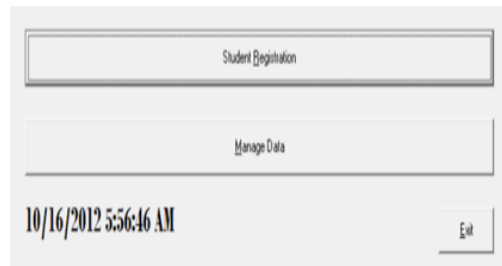 Student Registration
Manage Data
10/16/2012 5:56:46 AM
Exit